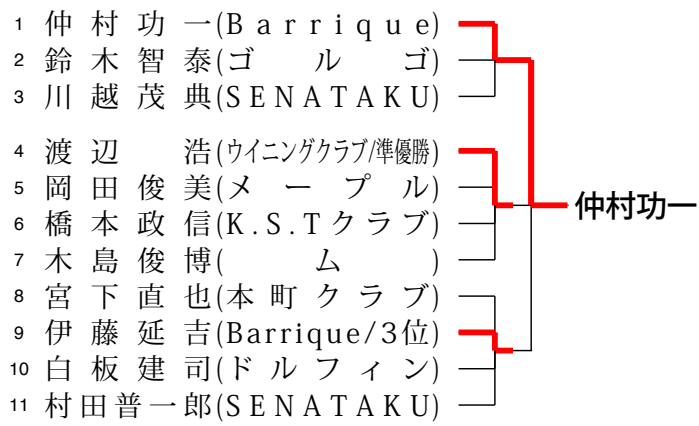 1 仲村功一(Barrique)
2 鈴木智泰(ゴルゴ)
3 川越茂典(SENATAKU)
4 渡辺浩(ウイニングクラブ/準優勝)
5 岡田俊美(メープル)
6 橋本政信(K.S.Tクラブ)
7 木島俊博(ム)
8 宮下直也(本町クラブ)
9 伊藤延吉(Barrique/3位)
10 白板建司(ドルフィン)
11 村田普一郎(SENATAKU)
仲村功一